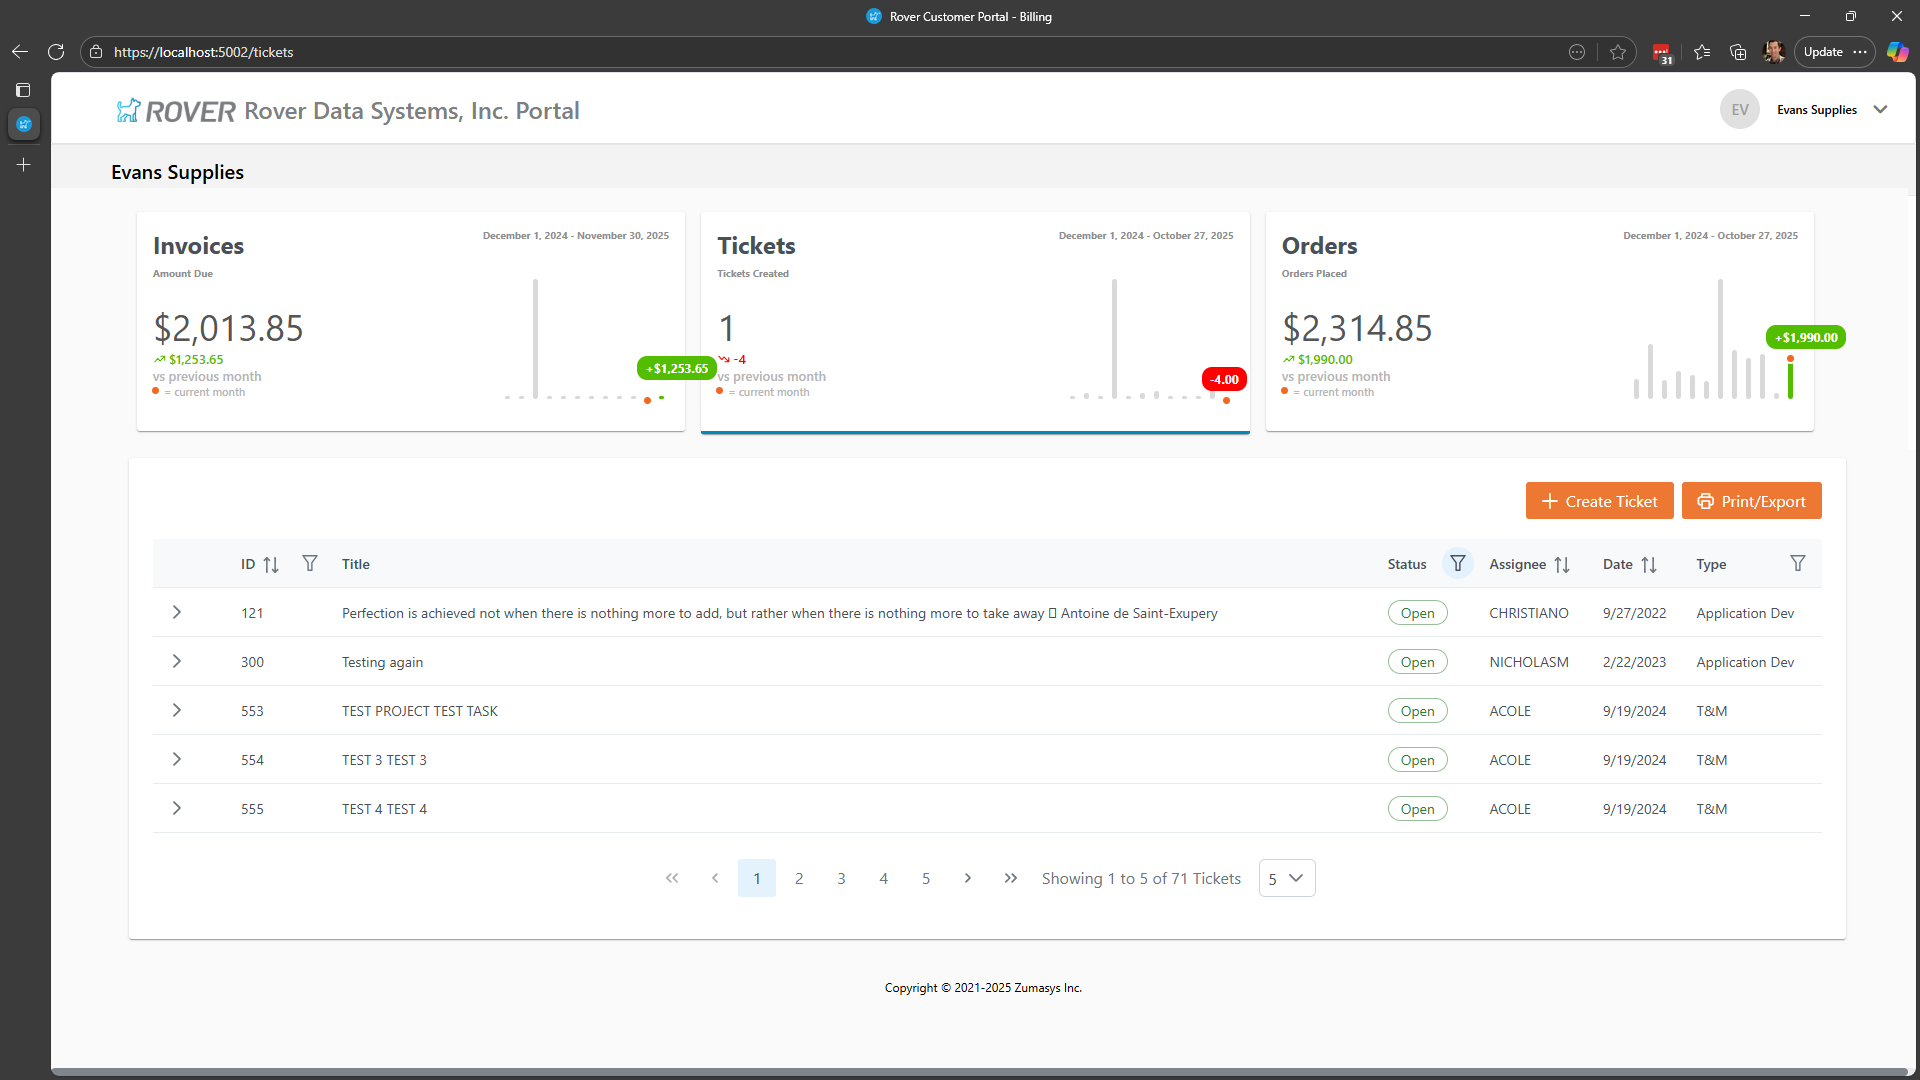 Rover Customer Portal - Billing
https://localhost:5002/tickets
31
Update
ROVER Rover Data Systems, Inc. Portal
EV Evans Supplies
Evans Supplies
Invoices
December 1, 2024 - November 30, 2025
Amount Due
$2,013.85
$1,253.65
vs previous month
= current month
+$1,253.65
Tickets
December 1, 2024 - October 27, 2025
Tickets Created
1
-4
vs previous month
= current month
-4.00
Orders
December 1, 2024 - October 27, 2025
Orders Placed
$2,314.85
$1,990.00
vs previous month
= current month
+$1,990.00
Create Ticket Print/Export
ID Title Status Assignee Date Type
121 Perfection is achieved not when there is nothing more to add, but rather when there is nothing more to take away ▯ Antoine de Saint-Exupery Open CHRISTIANO 9/27/2022 Application Dev
300 Testing again Open NICHOLASM 2/22/2023 Application Dev
553 TEST PROJECT TEST TASK Open ACOLE 9/19/2024 T&M
554 TEST 3 TEST 3 Open ACOLE 9/19/2024 T&M
555 TEST 4 TEST 4 Open ACOLE 9/19/2024 T&M
1 2 3 4 5 Showing 1 to 5 of 71 Tickets 5
Copyright © 2021-2025 Zumasys Inc.